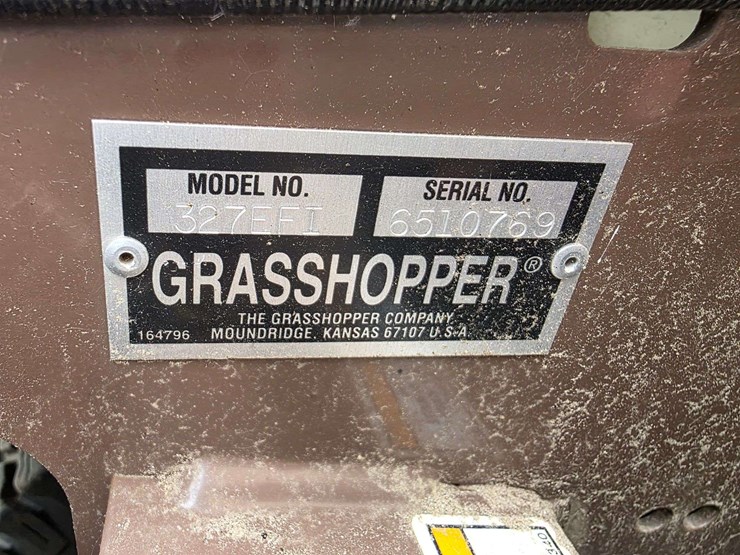 MODEL NO. SERIAL NO.
327EFI 6510769
GRASSHOPPER®
THE GRASSHOPPER COMPANY
164796 MOUNDRIDGE, KANSAS 67107 U.S.A.